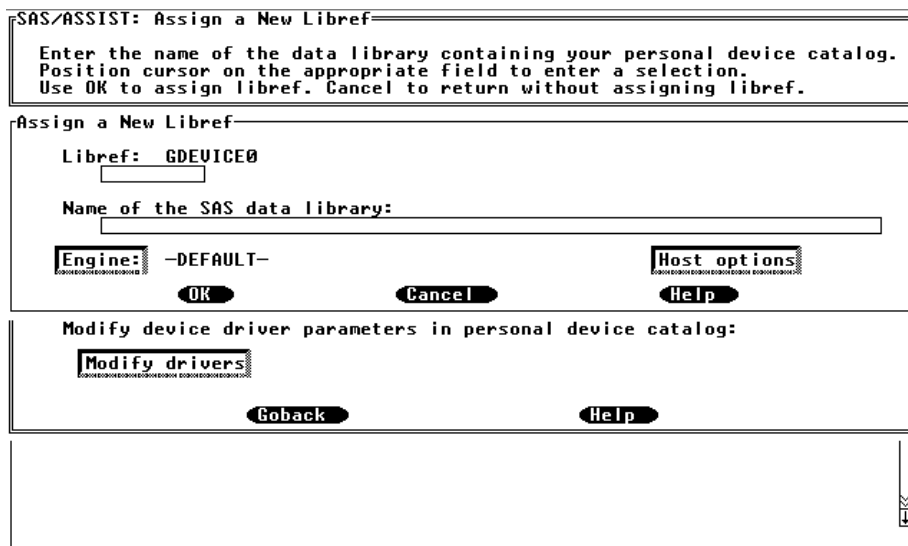 SAS/ASSIST: Assign a New Libref
Enter the name of the data library containing your personal device catalog.
Position cursor on the appropriate field to enter a selection.
Use OK to assign libref. Cancel to return without assigning libref.
Assign a New Libref
Libref: GDEVICE0
Name of the SAS data library:
Engine: -DEFAULT- Host options
OK Cancel Help
Modify device driver parameters in personal device catalog:
Modify drivers
Goback Help